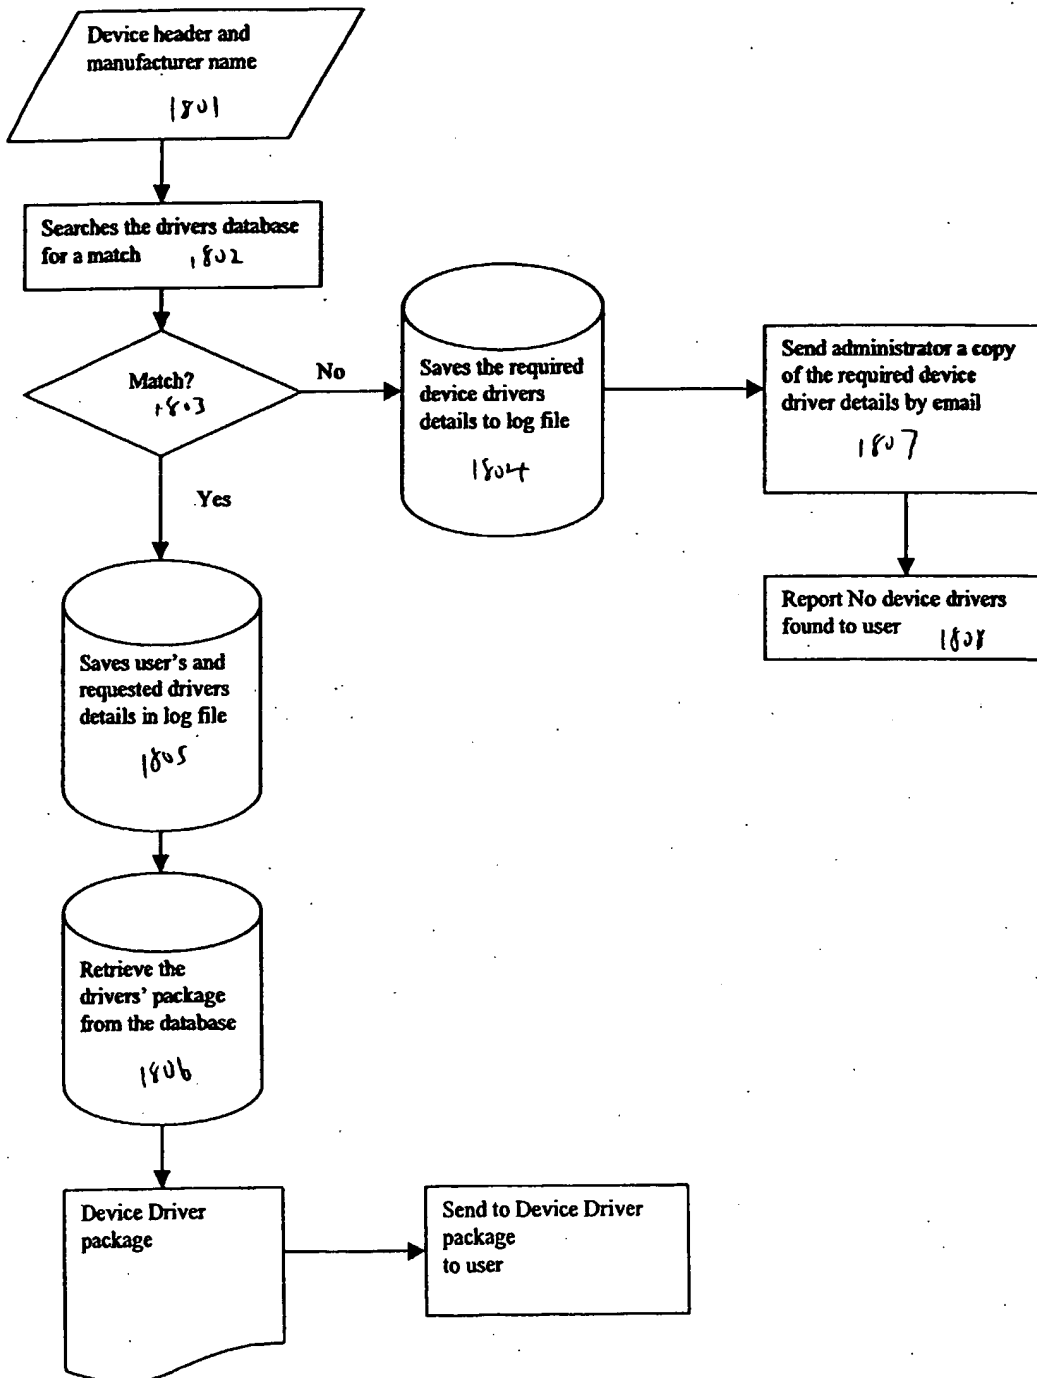 Device header and
manufacturer name
1801
Searches the drivers database
for a match 1802
Match?
1803
No
Yes
Saves the required
device drivers
details to log file
1804
Send administrator a copy
of the required device
driver details by email
1807
Report No device drivers
found to user 1808
Saves user's and
requested drivers
details in log file
1805
Retrieve the
drivers' package
from the database
1806
Device Driver
package
Send to Device Driver
package
to user